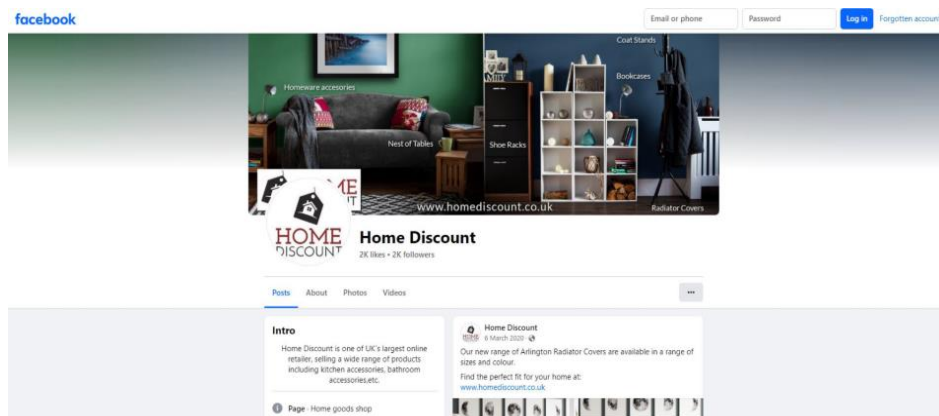 facebook
Email or phone
Password
Log in
Forgotten account
Coat Stands
Homeware accesories
Bookcases
Nest of Tables
Shoe Racks
www.homediscount.co.uk
Radiator Covers
HOME
DISCOUNT
Home Discount
2K likes • 2K followers
Posts
About
Photos
Videos
Intro
Home Discount is one of UK's largest online
retailer, selling a wide range of products
including kitchen accessories, bathroom
accessories,etc.
Page · Home goods shop
Home Discount
6 March 2020
Our new range of Arlington Radiator Covers are available in a range of
sizes and colour.
Find the perfect fit for your home at:
www.homediscount.co.uk